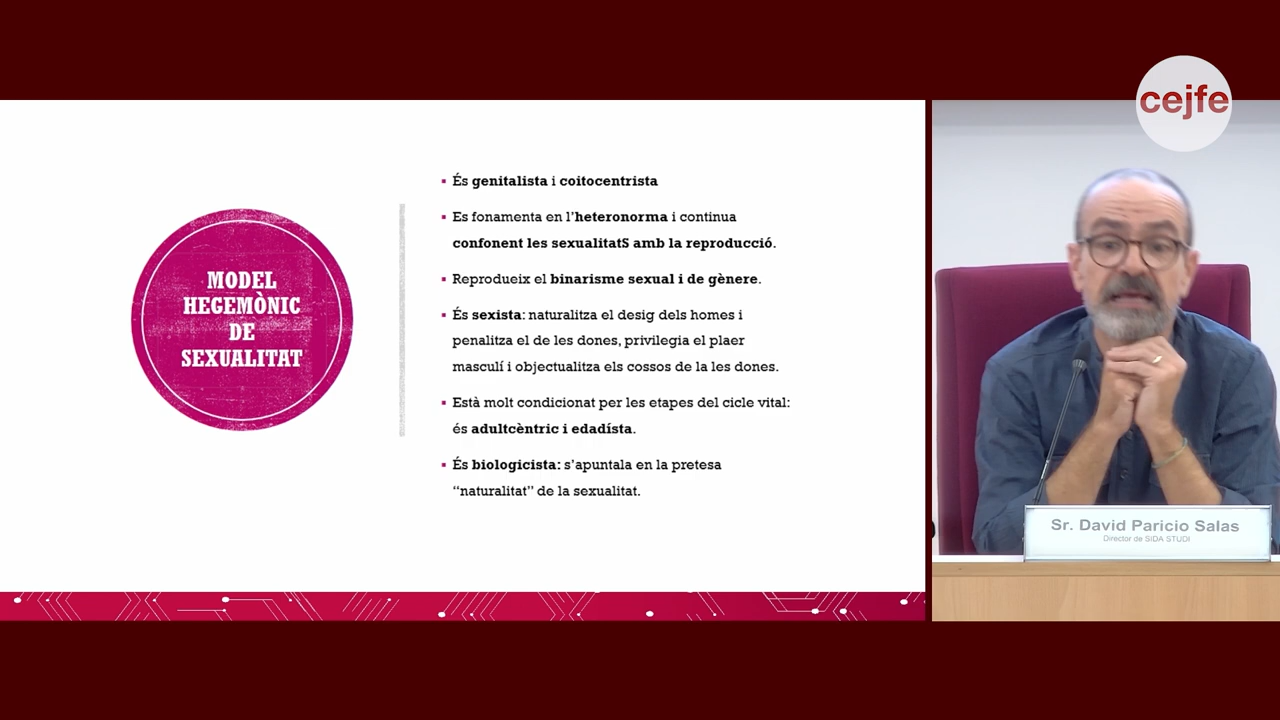 cejfe
MODEL
HEGEMÒNIC
DE
SEXUALITAT
▪ És genitalista i coitocentrista
▪ Es fonamenta en l’heteronorma i continua
confonent les sexualitatS amb la reproducció.
▪ Reprodueix el binarisme sexual i de gènere.
▪ És sexista: naturalitza el desig dels homes i
penalitza el de les dones, privilegia el plaer
masculí i objectualitza els cossos de la les dones.
▪ Està molt condicionat per les etapes del cicle vital:
és adultcèntric i edadísta.
▪ És biologicista: s’apuntala en la pretesa
“naturalitat” de la sexualitat.
Sr. David Paricio Salas
Director de SIDA STUDI